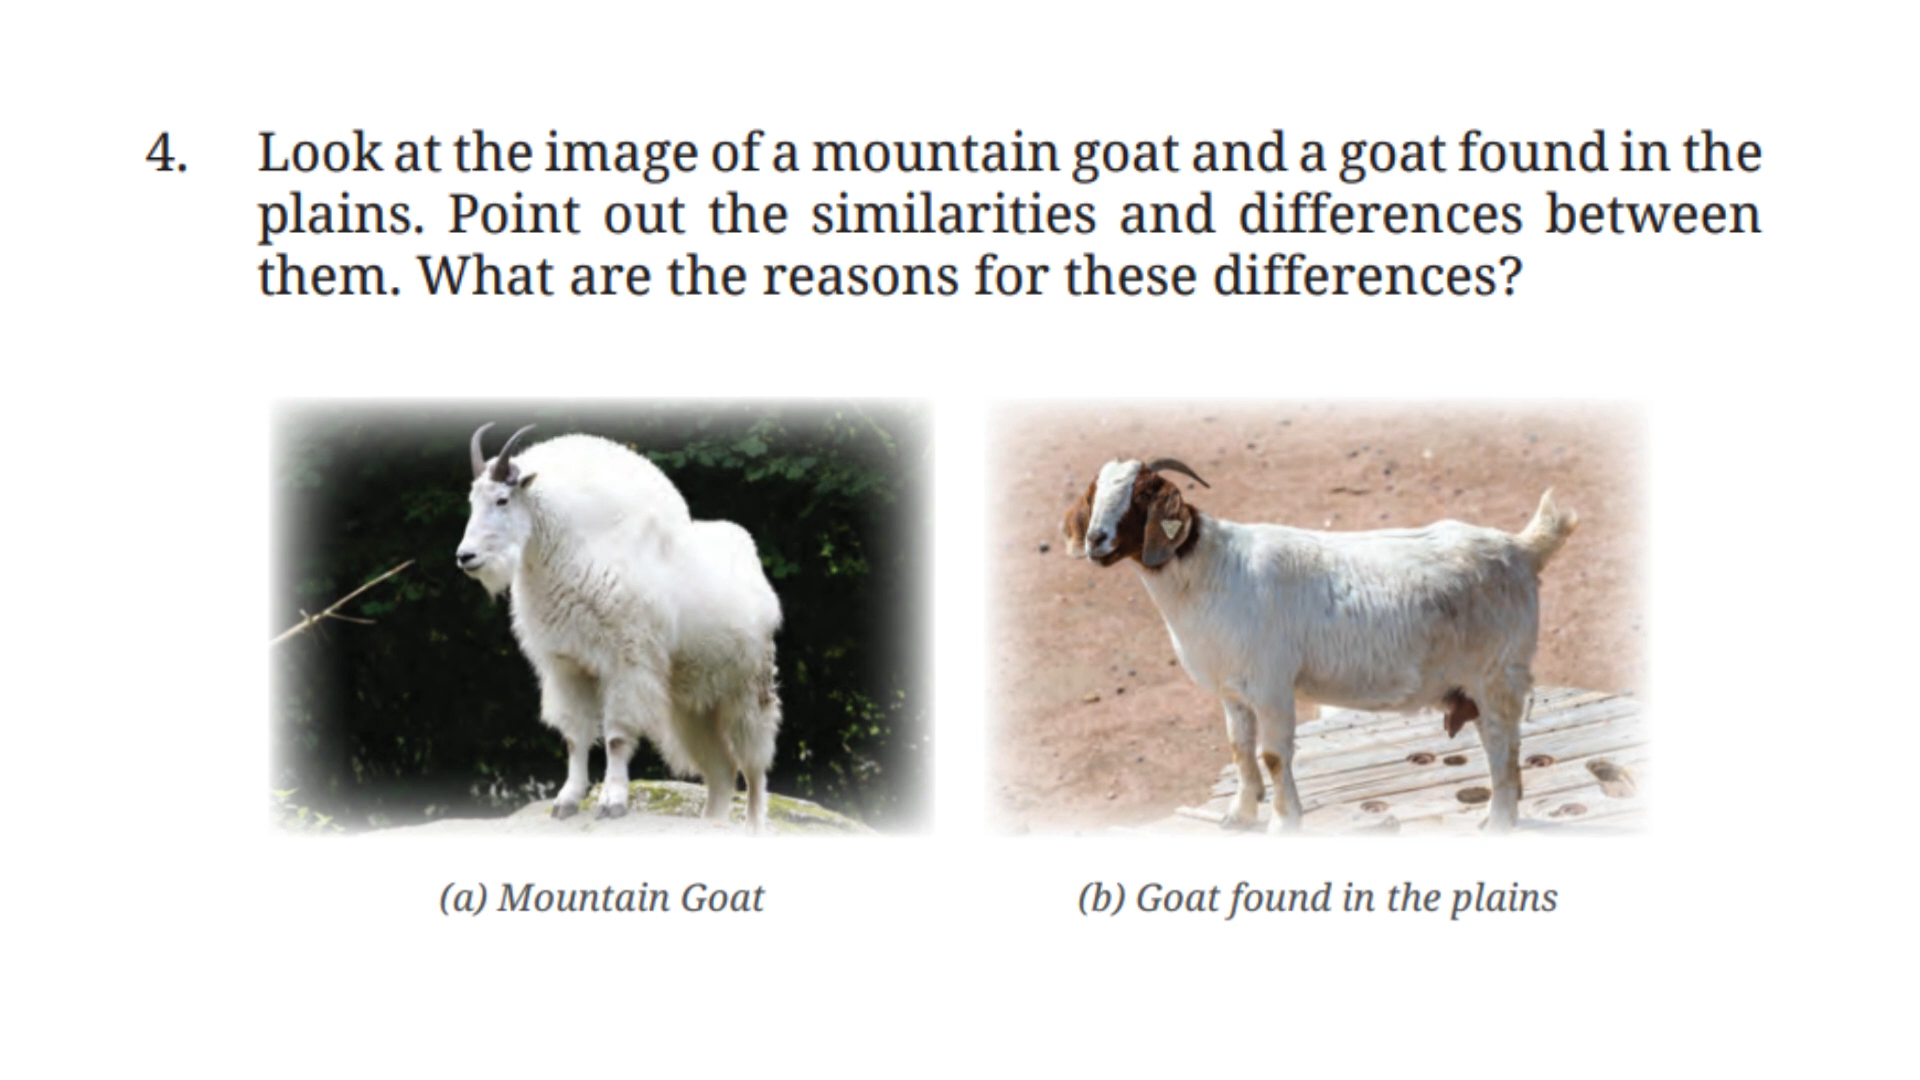 4. Look at the image of a mountain goat and a goat found in the
plains. Point out the similarities and differences between
them. What are the reasons for these differences?
(a) Mountain Goat
(b) Goat found in the plains